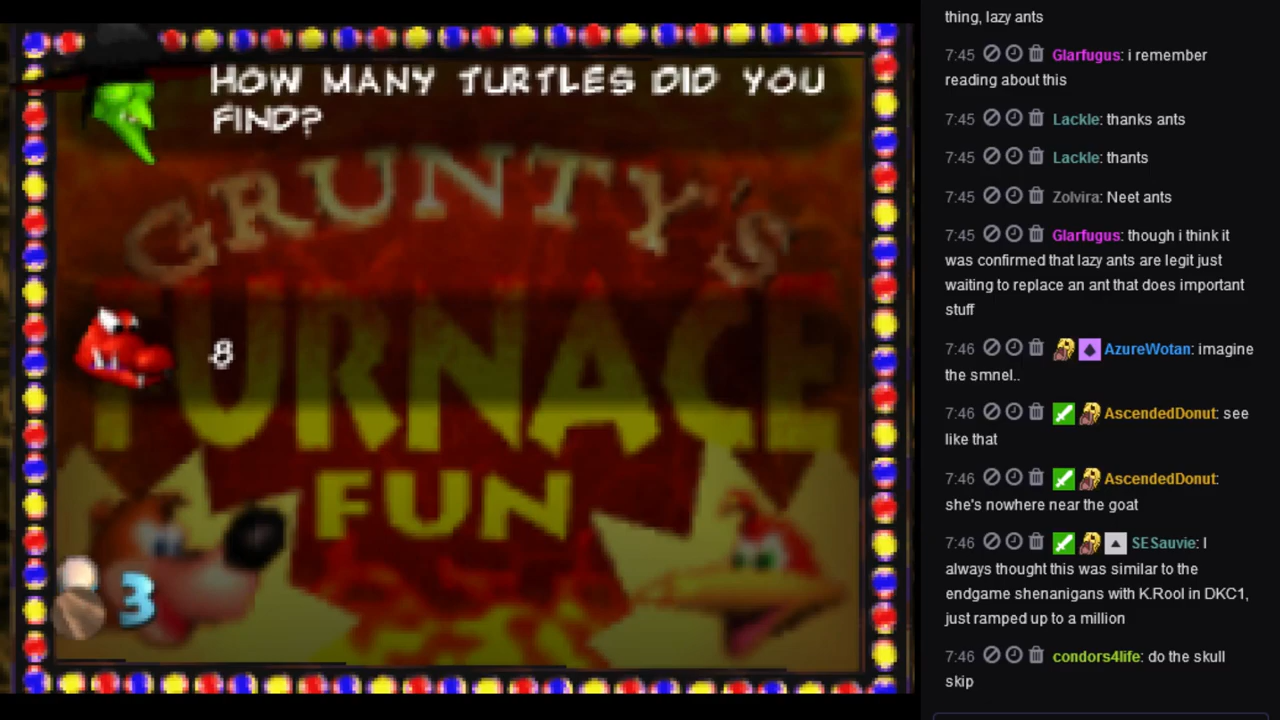 HOW MANY TURTLES DID YOU
FIND?
GRUNTY'S
FURNACE
FUN
8
3
thing, lazy ants
7:45 Glarfugus: i remember
reading about this
7:45 Lackle: thanks ants
7:45 Lackle: thants
7:45 Zolvira: Neet ants
7:45 Glarfugus: though i think it
was confirmed that lazy ants are legit just
waiting to replace an ant that does important
stuff
7:46 AzureWotan: imagine
the smnel..
7:46 AscendedDonut: see
like that
7:46 AscendedDonut:
she's nowhere near the goat
7:46 SESauvie: I
always thought this was similar to the
endgame shenanigans with K.Rool in DKC1,
just ramped up to a million
7:46 condors4life: do the skull
skip